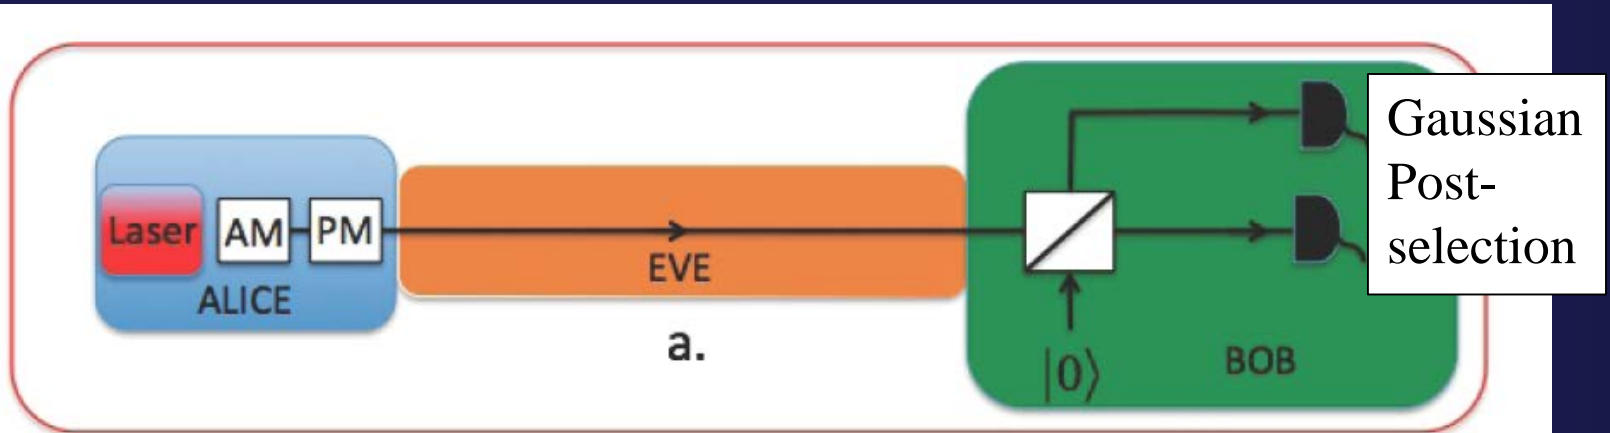 Laser
AM
PM
ALICE
EVE
a.
|0⟩
BOB
Gaussian
Post-
selection